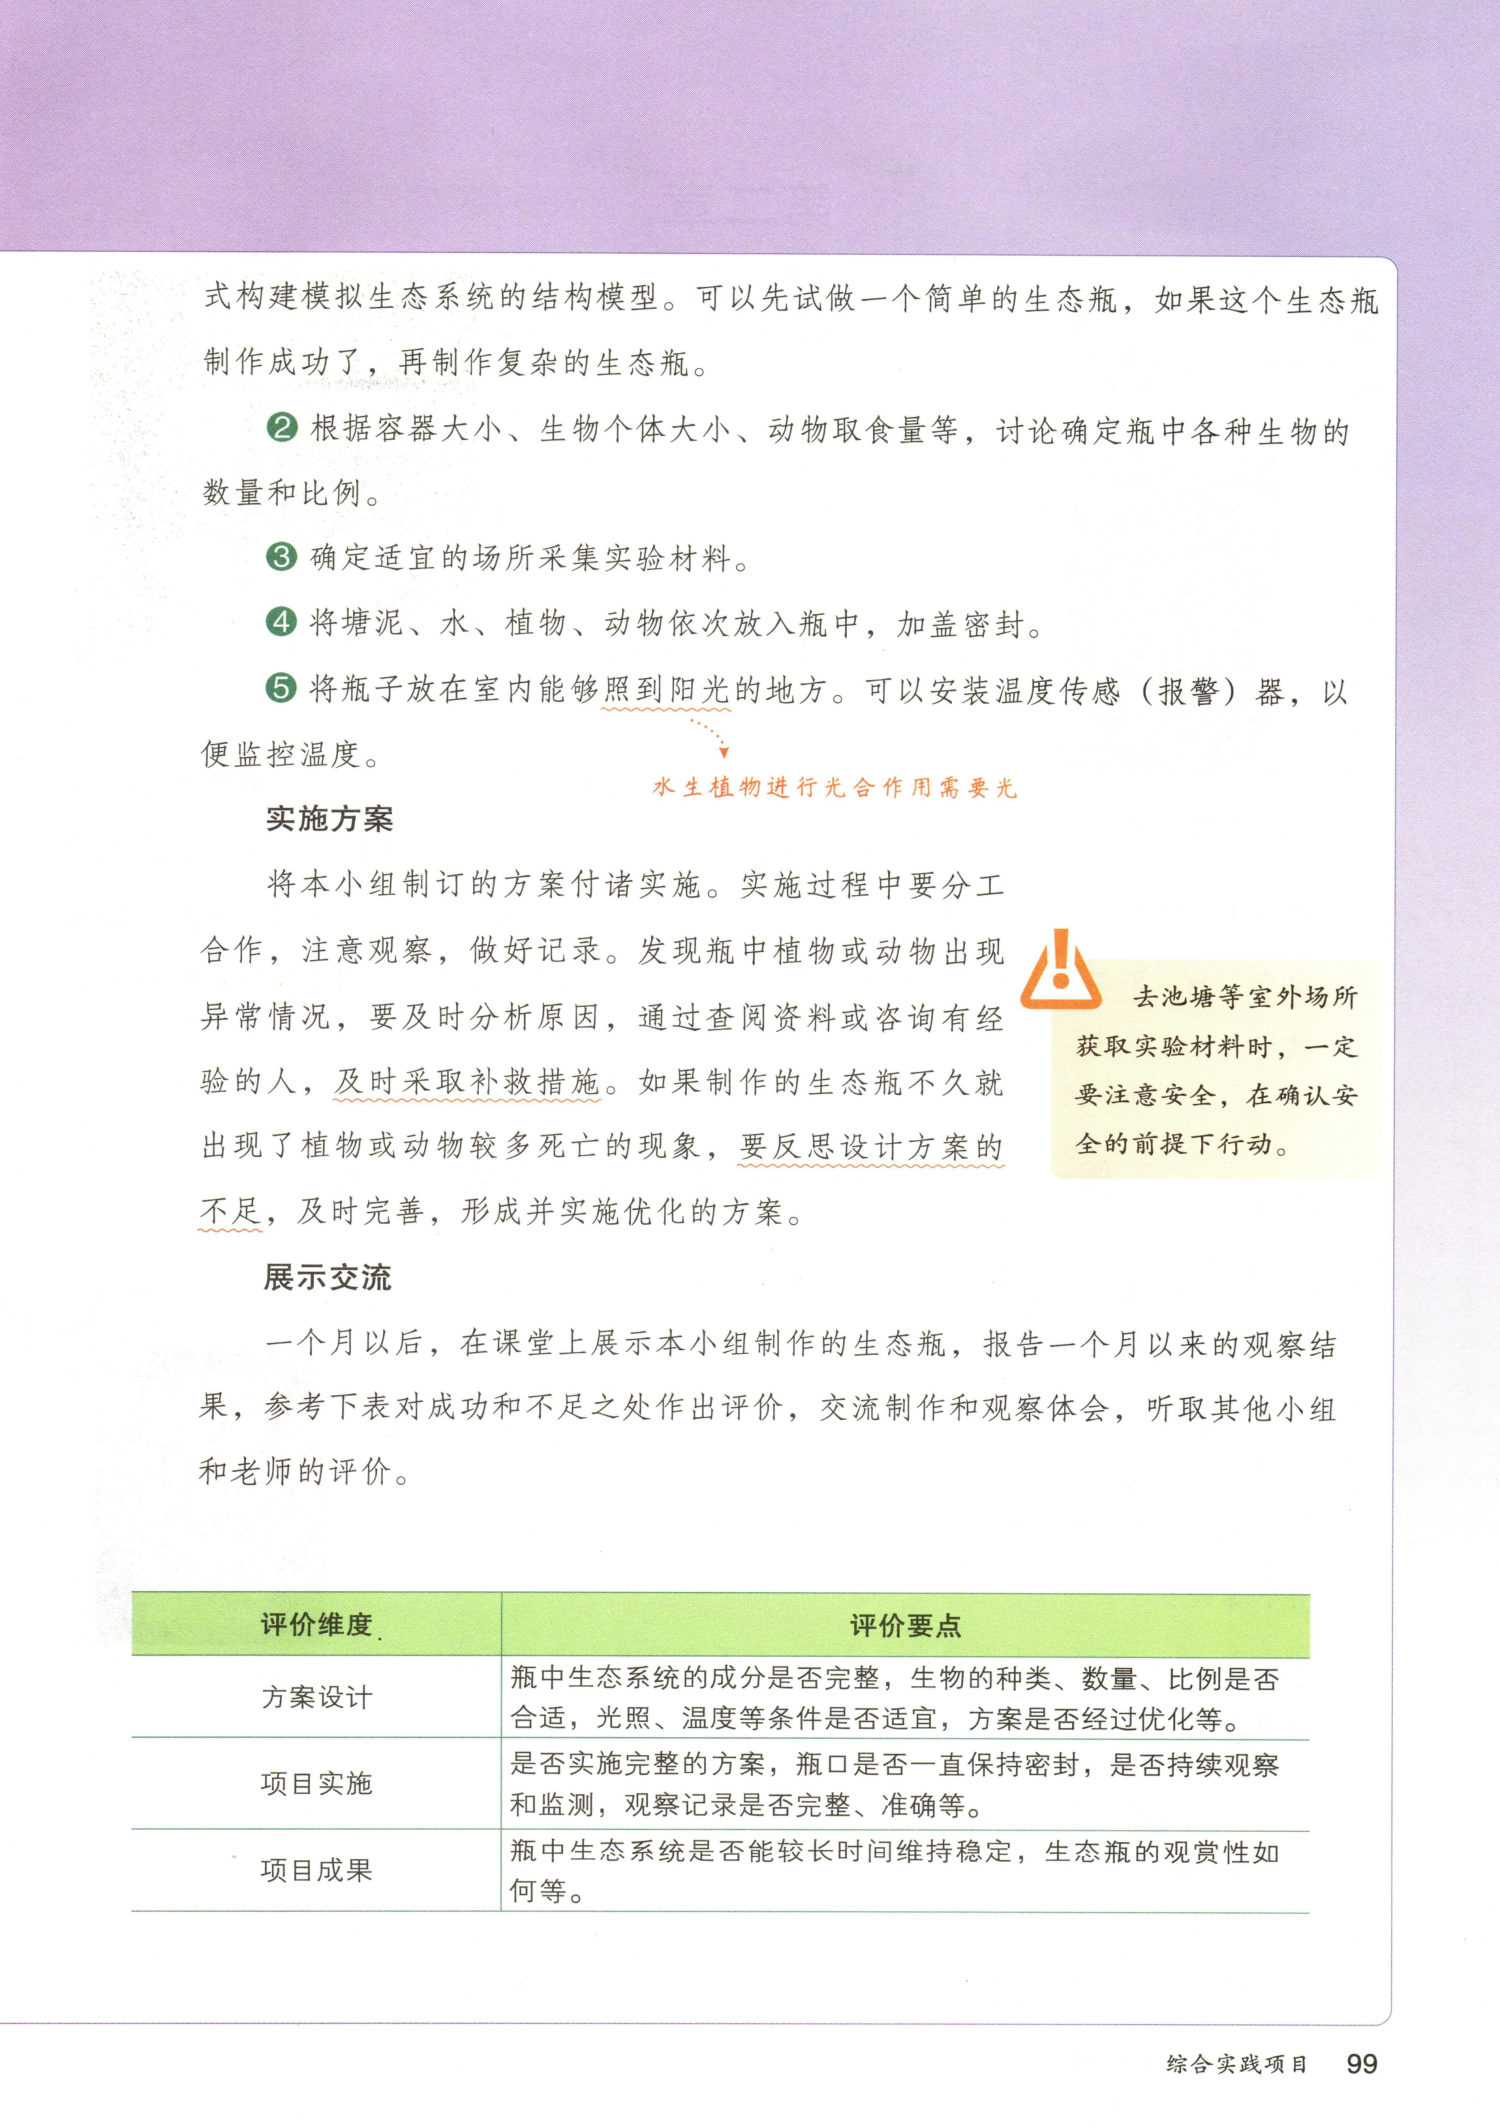 式构建模拟生态系统的结构模型。可以先试做一个简单的生态瓶，如果这个生态瓶
制作成功了，再制作复杂的生态瓶。
❷ 根据容器大小、生物个体大小、动物取食量等，讨论确定瓶中各种生物的
数量和比例。
❸ 确定适宜的场所采集实验材料。
❹ 将塘泥、水、植物、动物依次放入瓶中，加盖密封。
❺ 将瓶子放在室内能够照到阳光的地方。可以安装温度传感（报警）器，以
便监控温度。
水生植物进行光合作用需要光
实施方案
将本小组制订的方案付诸实施。实施过程中要分工
合作，注意观察，做好记录。发现瓶中植物或动物出现
异常情况，要及时分析原因，通过查阅资料或咨询有经
验的人，及时采取补救措施。如果制作的生态瓶不久就
出现了植物或动物较多死亡的现象，要反思设计方案的
不足，及时完善，形成并实施优化的方案。
去池塘等室外场所
获取实验材料时，一定
要注意安全，在确认安
全的前提下行动。
展示交流
一个月以后，在课堂上展示本小组制作的生态瓶，报告一个月以来的观察结
果，参考下表对成功和不足之处作出评价，交流制作和观察体会，听取其他小组
和老师的评价。
评价维度 评价要点
方案设计
瓶中生态系统的成分是否完整，生物的种类、数量、比例是否
合适，光照、温度等条件是否适宜，方案是否经过优化等。
项目实施
是否实施完整的方案，瓶口是否一直保持密封，是否持续观察
和监测，观察记录是否完整、准确等。
项目成果
瓶中生态系统是否能较长时间维持稳定，生态瓶的观赏性如
何等。
综合实践项目 99